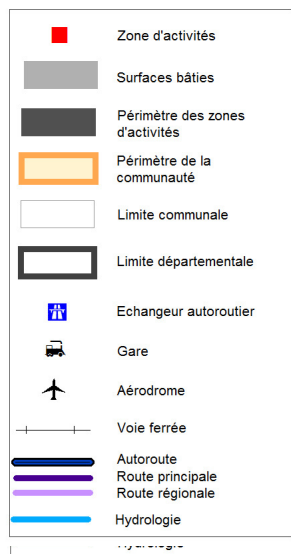 Zone d'activités
Surfaces bâties
Périmètre des zones
d'activités
Périmètre de la
communauté
Limite communale
Limite départementale
Echangeur autoroutier
Gare
Aérodrome
Voie ferrée
Autoroute
Route principale
Route régionale
Hydrologie